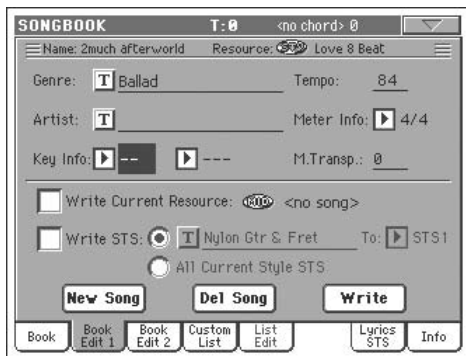 SONGBOOK T:0 <no chord> 0
Name: 2much afterworld Resource: STY Love 8 Beat
Genre: T Ballad Tempo: 84
Artist: T Meter Info: 4/4
Key Info: -- --- M.Transp.: 0
Write Current Resource: MID <no song>
Write STS: T Nylon Gtr & Fret To: STS1
All Current Style STS
New Song Del Song Write
Book Book Edit 1 Book Edit 2 Custom List List Edit Lyrics STS Info